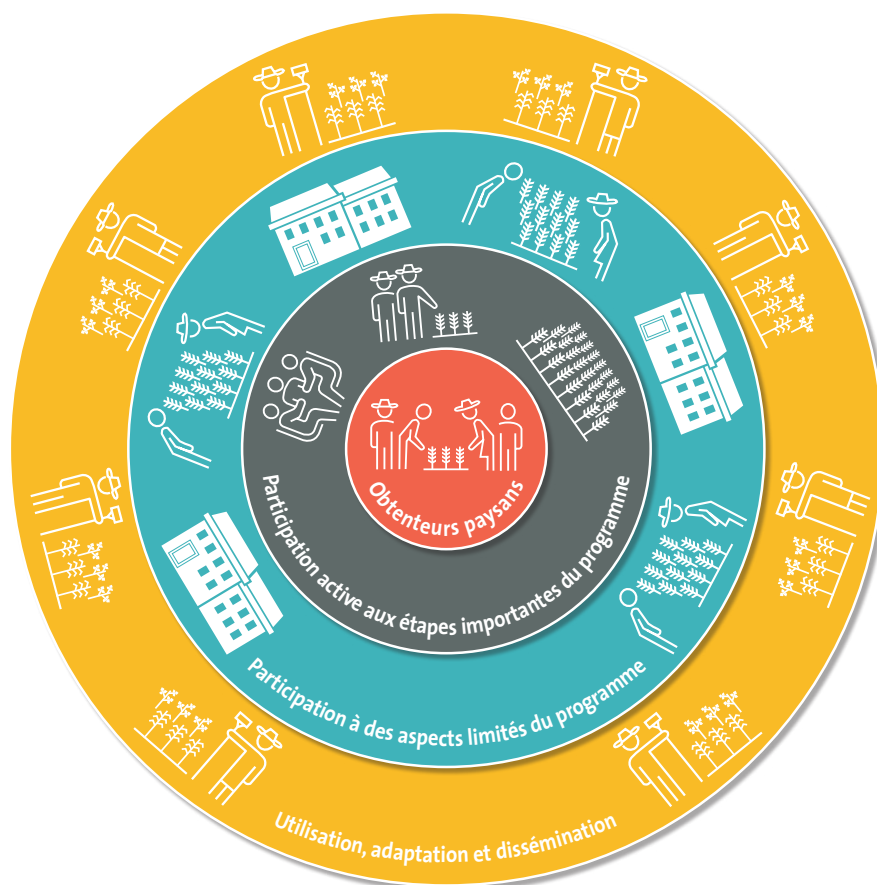 Obtenteurs paysans
Participation active aux étapes importantes du programme
Participation à des aspects limités du programme
Utilisation, adaptation et dissémination